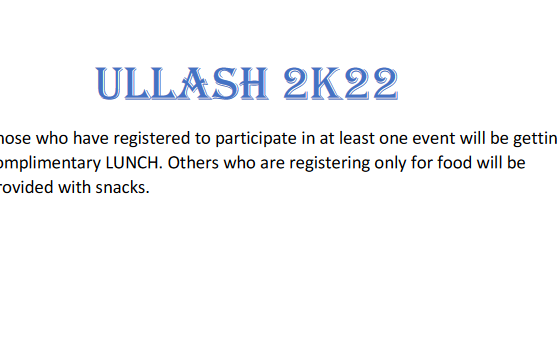 ULLASH 2K22
hose who have registered to participate in at least one event will be gettin
omplimentary LUNCH. Others who are registering only for food will be
rovided with snacks.